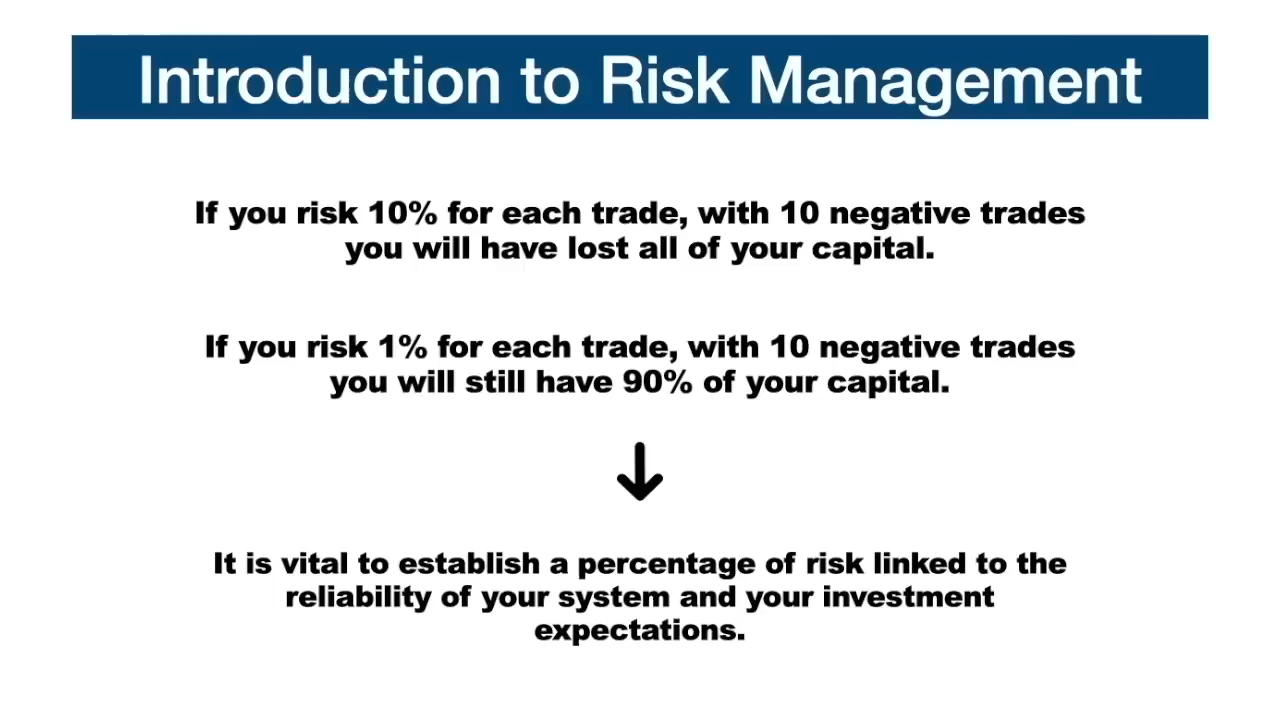 Introduction to Risk Management
If you risk 10% for each trade, with 10 negative trades
you will have lost all of your capital.
If you risk 1% for each trade, with 10 negative trades
you will still have 90% of your capital.
It is vital to establish a percentage of risk linked to the
reliability of your system and your investment
expectations.